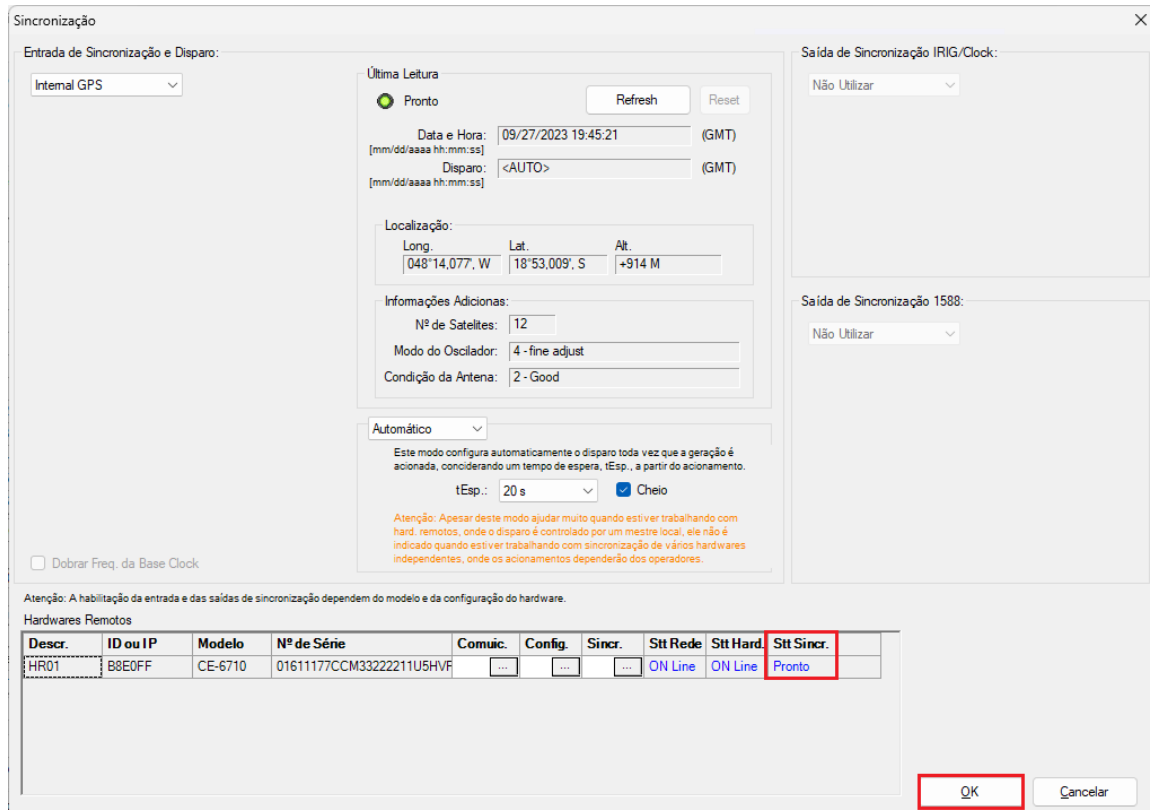 Sincronização
Entrada de Sincronização e Disparo:
Internal GPS
Última Leitura
Pronto
Refresh
Reset
Data e Hora: 09/27/2023 19:45:21 (GMT)
[mm/dd/aaaa hh:mm:ss]
Disparo: <AUTO> (GMT)
[mm/dd/aaaa hh:mm:ss]
Localização:
Long. Lat. Alt.
048°14,077', W 18°53,009', S +914 M
Informações Adicionas:
Nº de Satelites: 12
Modo do Oscilador: 4 - fine adjust
Condição da Antena: 2 - Good
Automático
Este modo configura automaticamente o disparo toda vez que a geração é
acionada, conciderando um tempo de espera, tEsp., a partir do acionamento.
tEsp.: 20 s Cheio
Atenção: Apesar deste modo ajudar muito quando estiver trabalhando com
hard. remotos, onde o disparo é controlado por um mestre local, ele não é
indicado quando estiver trabalhando com sincronização de vários hardwares
independentes, onde os acionamentos dependerão dos operadores.
Dobrar Freq. da Base Clock
Saída de Sincronização IRIG/Clock:
Não Utilizar
Saída de Sincronização 1588:
Não Utilizar
Atenção: A habilitação da entrada e das saídas de sincronização dependem do modelo e da configuração do hardware.
Hardwares Remotos
Descr. ID ou IP Modelo Nº de Série Comuic. Config. Sincr. Stt Rede Stt Hard. Stt Sincr.
HR01 B8E0FF CE-6710 01611177CCM33222211U5HVF ... ... ... ON Line ON Line Pronto
OK
Cancelar